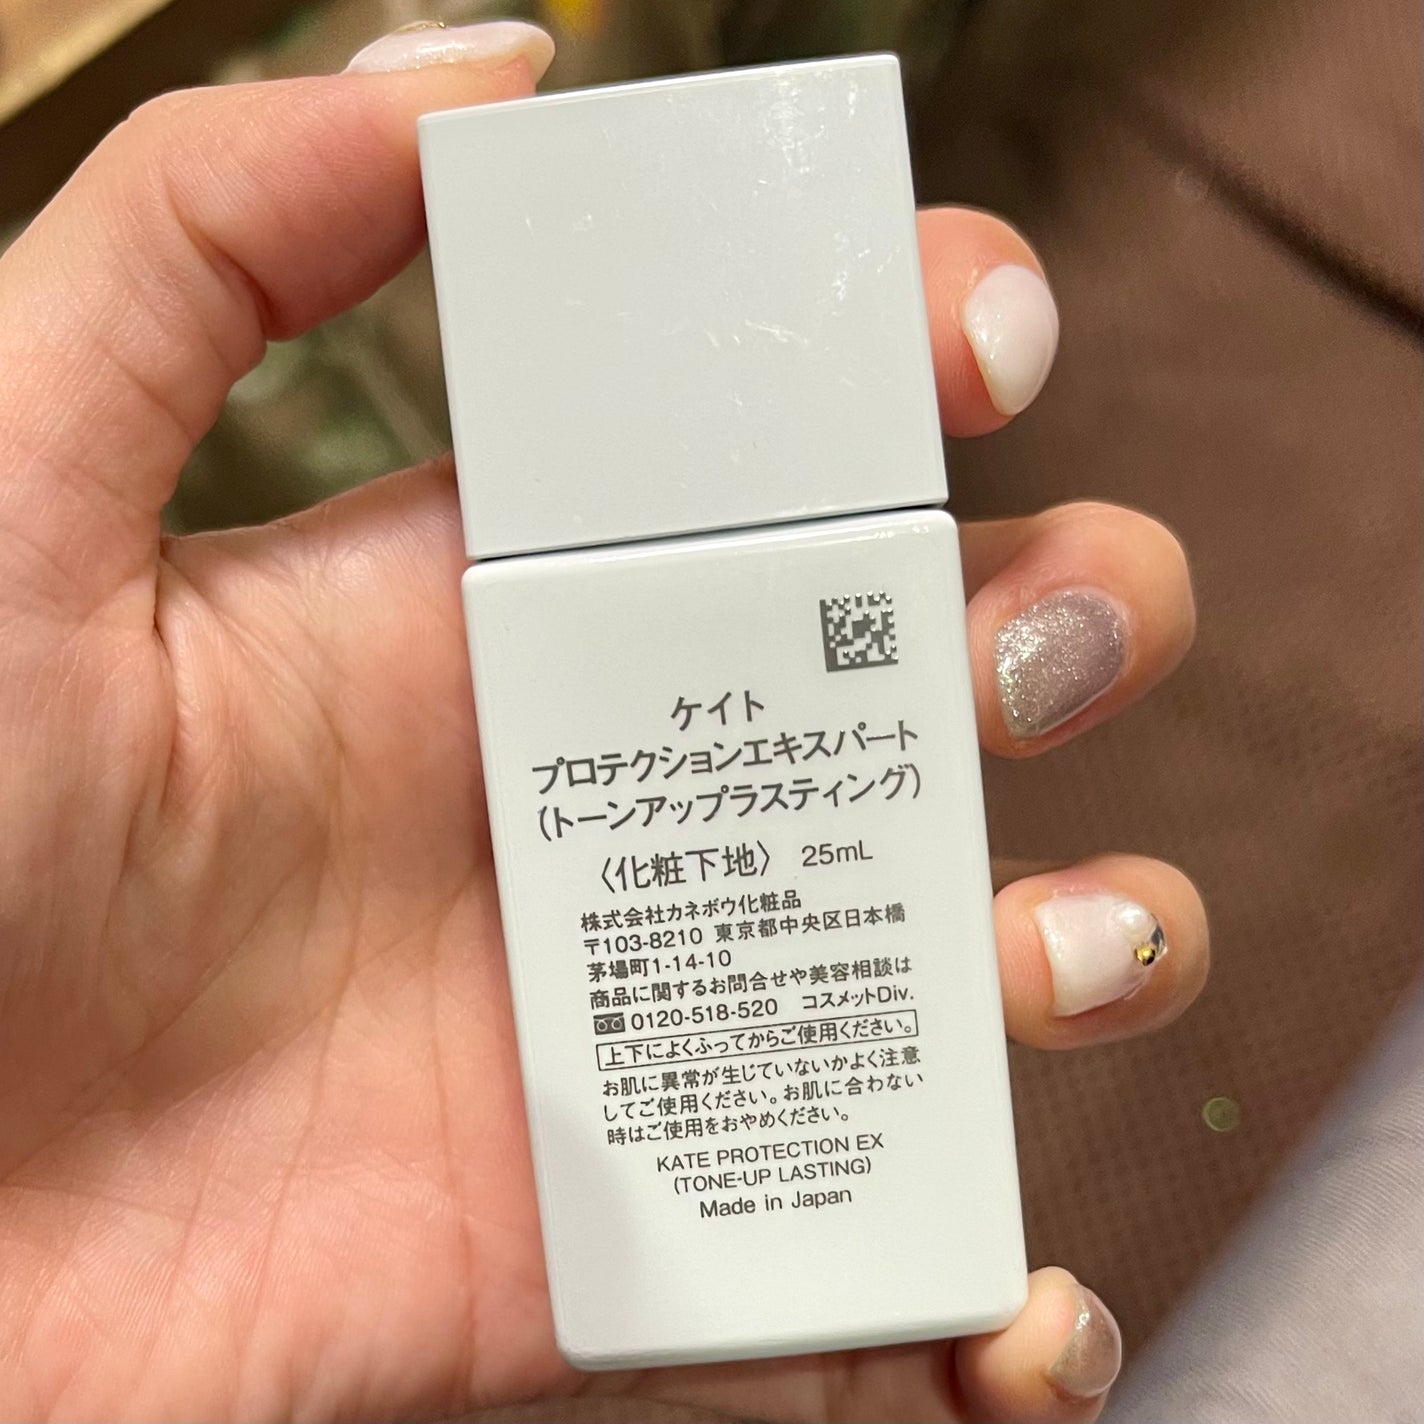 ケイト
プロテクションエキスパート
(トーンアップラスティング)
〈化粧下地〉 25mL
株式会社カネボウ化粧品
〒103-8210 東京都中央区日本橋
茅場町1-14-10
商品に関するお問合せや美容相談は
0120-518-520 コスメットDiv.
上下によくふってからご使用ください。
お肌に異常が生じていないかよく注意
してご使用ください。お肌に合わない
時はご使用をおやめください。
KATE PROTECTION EX
(TONE-UP LASTING)
Made in Japan